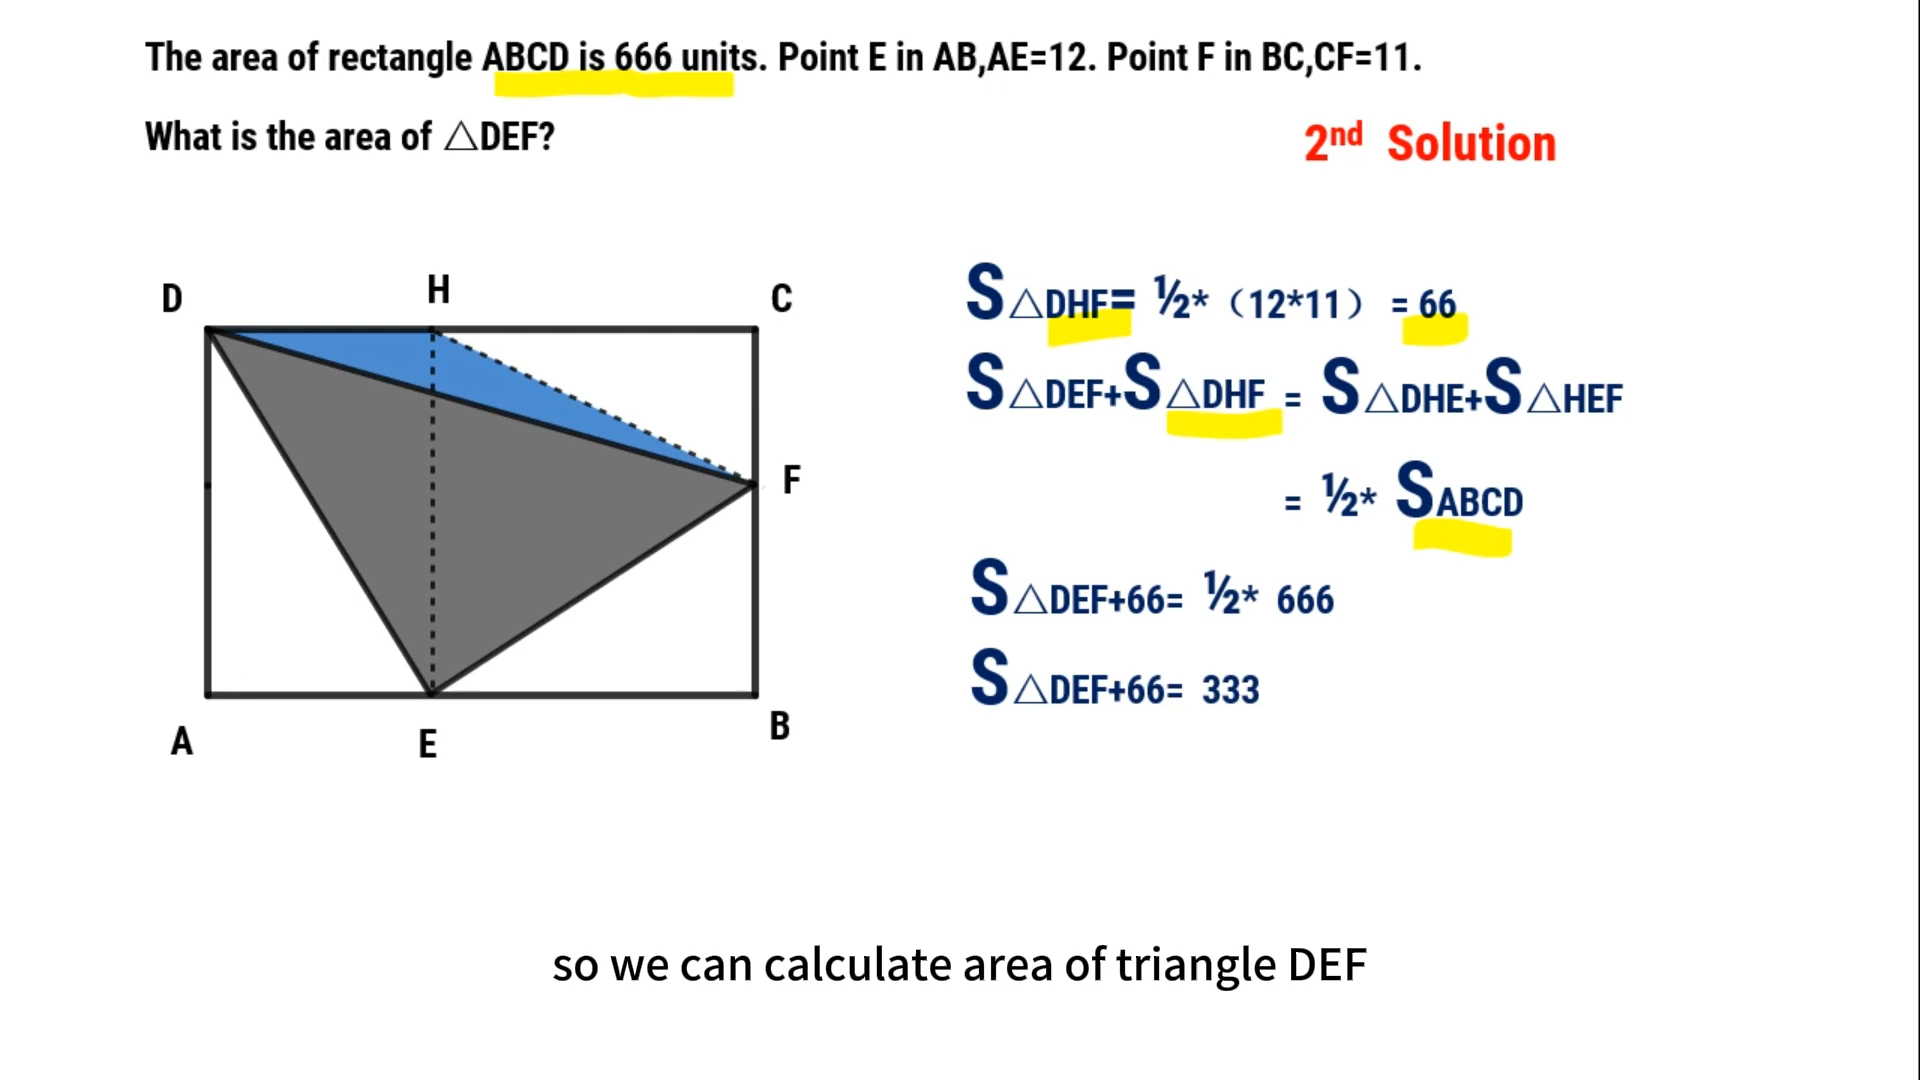 The area of rectangle ABCD is 666 units. Point E in AB,AE=12. Point F in BC,CF=11.
What is the area of △DEF?
2nd Solution
D
H
C
F
A
E
B
S△DHF= ½* （12*11） = 66
S△DEF+S△DHF = S△DHE+S△HEF
= ½* SABCD
S△DEF+66= ½* 666
S△DEF+66= 333
so we can calculate area of triangle DEF